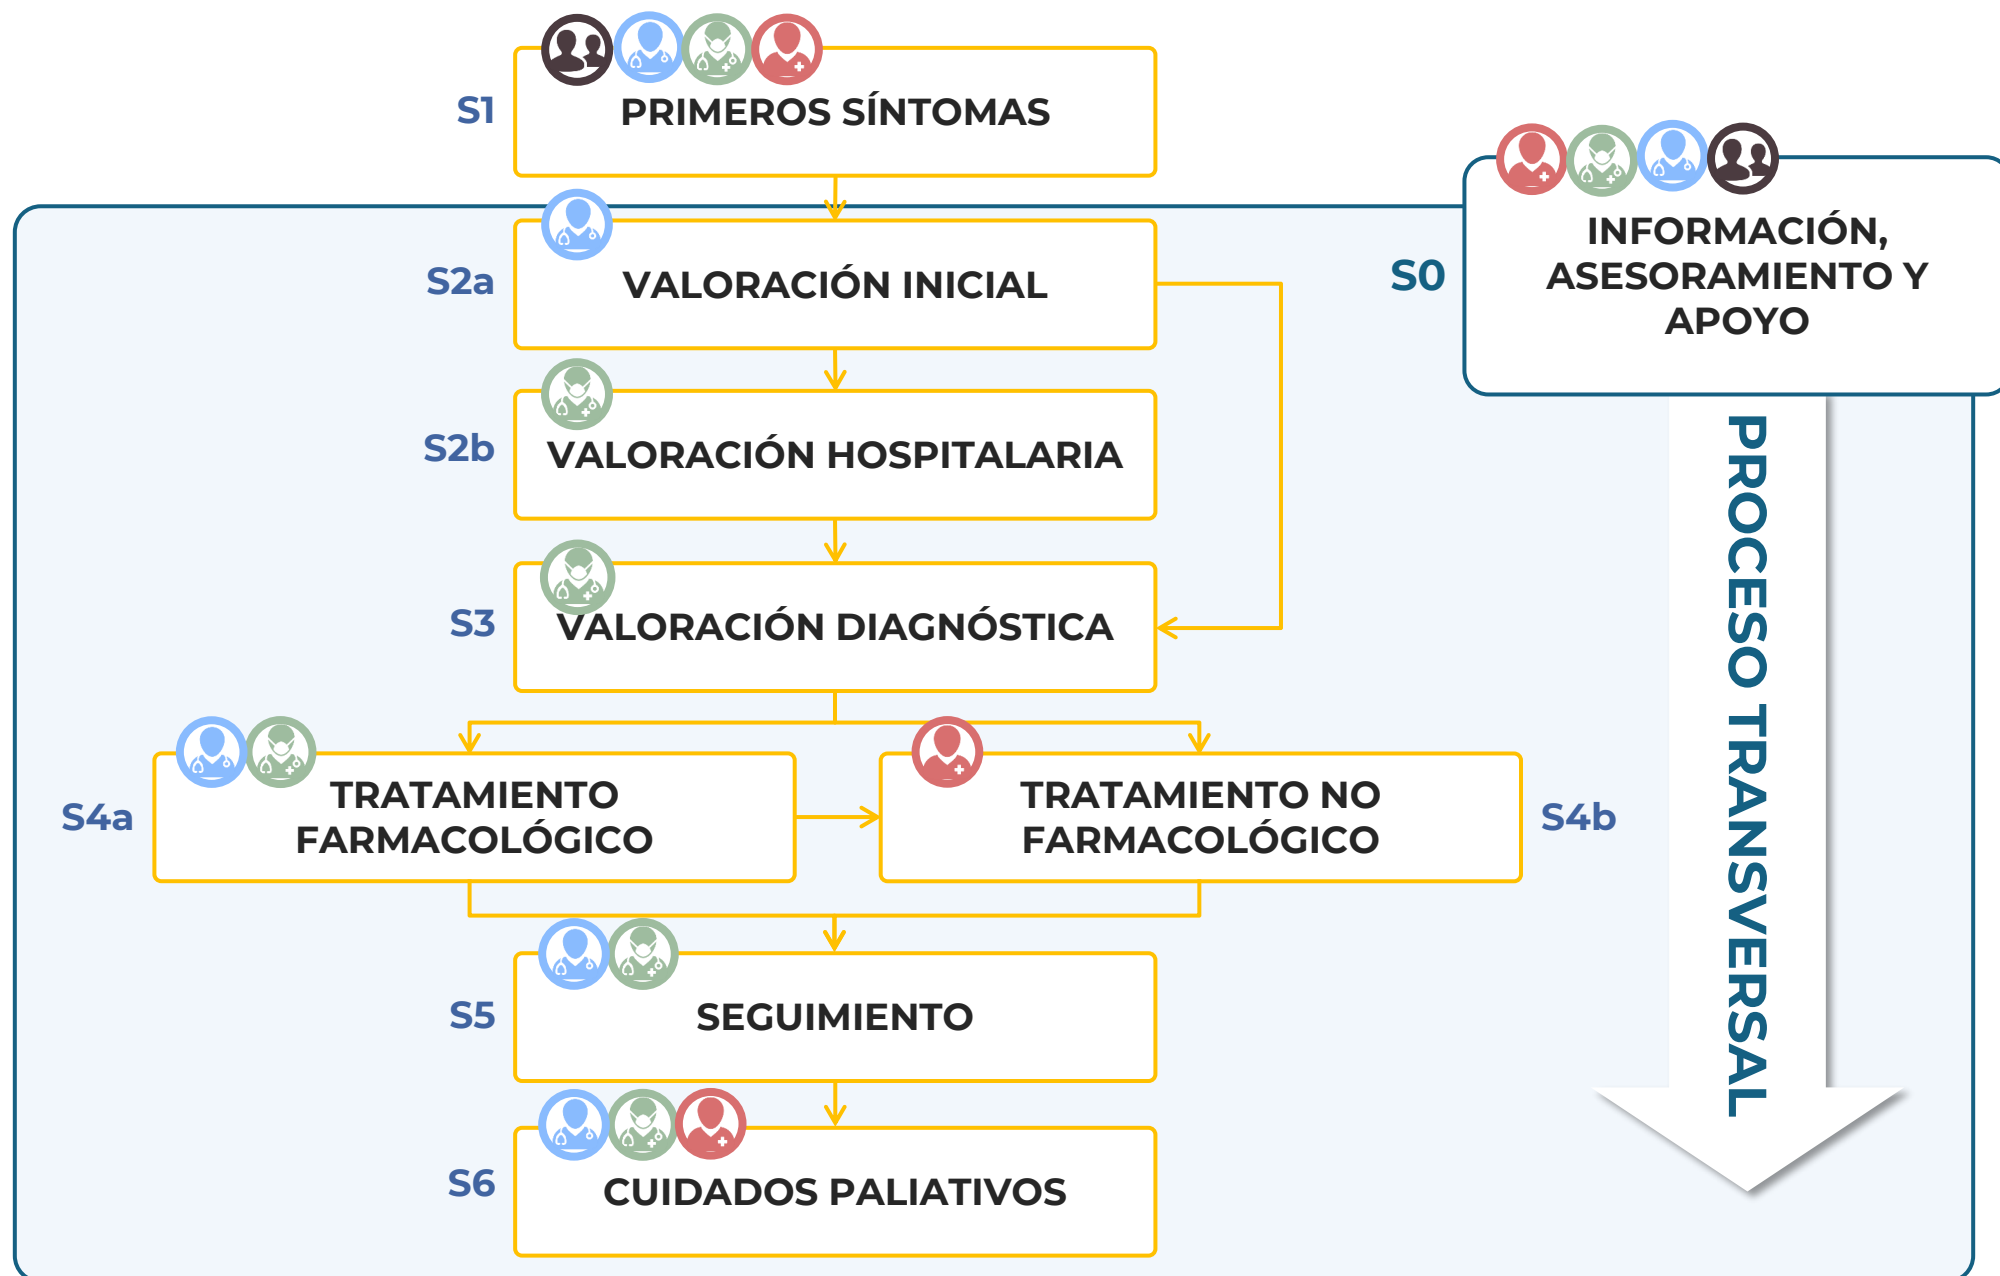 S1
PRIMEROS SÍNTOMAS
S0
INFORMACIÓN,
ASESORAMIENTO Y
APOYO
S2a
VALORACIÓN INICIAL
S2b
VALORACIÓN HOSPITALARIA
S3
VALORACIÓN DIAGNÓSTICA
S4a
TRATAMIENTO
FARMACOLÓGICO
TRATAMIENTO NO
FARMACOLÓGICO
S4b
S5
SEGUIMIENTO
S6
CUIDADOS PALIATIVOS
PROCESO TRANSVERSAL